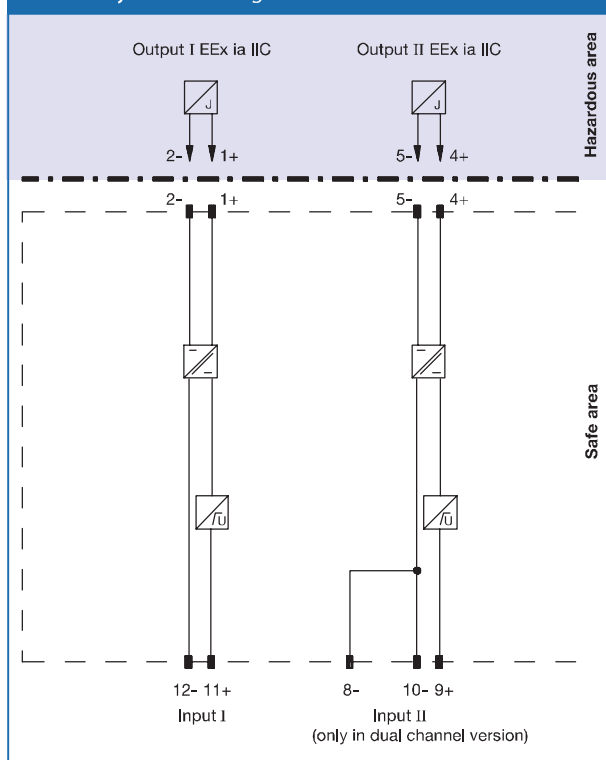 Output I EEx ia IIC
Output II EEx ia IIC
Hazardous area
J
J
2-
1+
5-
4+
2-
1+
5-
4+
Safe area
12- 11+
8-
10- 9+
Input I
Input II
(only in dual channel version)